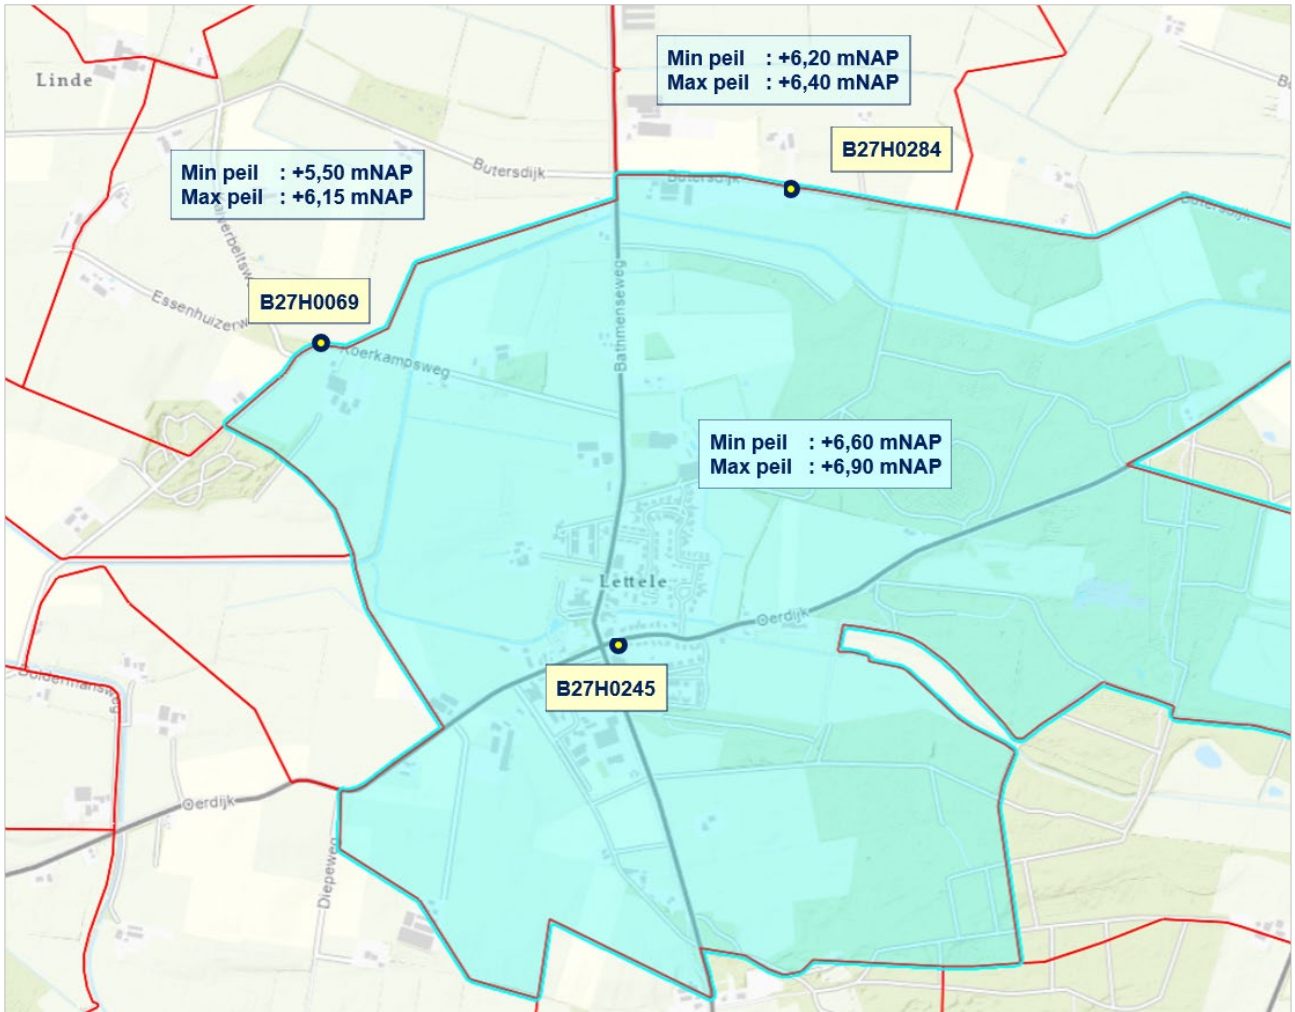 Min peil : +6,20 mNAP
Max peil : +6,40 mNAP
Linde
B27H0284
Min peil : +5,50 mNAP
Max peil : +6,15 mNAP
Butersdijk
Butersdijk
Butersdijk
B27H0069
Essenhuizerw
Koerkampsweg
Bathmenseweg
Min peil : +6,60 mNAP
Max peil : +6,90 mNAP
Lettele
Oerdijk
B27H0245
Doldermansweg
Oerdijk
Diepeweg